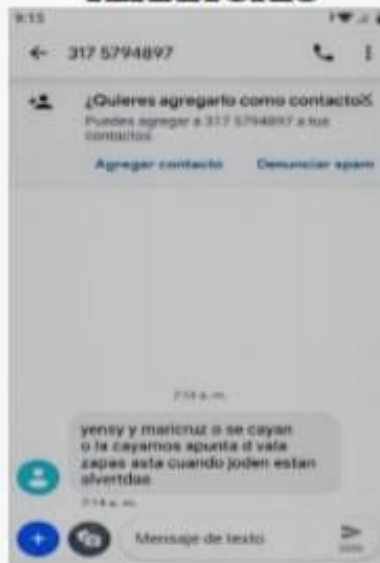 9:15
317 5794897
¿Quieres agregarlo como contacto?
Puedes agregar a 317 5794897 a tus
contactos
Agregar contacto Denunciar spam
7:14 a. m.
yensy y maricruz o se cayan
o la cayamos apunta d vala
zapas asta cuando joden estan
alvertdas
7:14 a. m.
Mensaje de texto
SMS